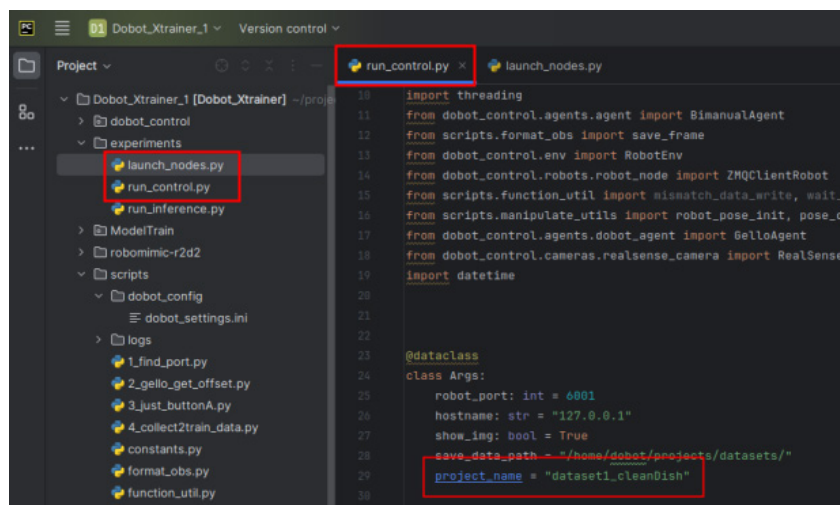 PC
D1 Dobot_Xtrainer_1 Version control
Project
Dobot_Xtrainer_1 [Dobot_Xtrainer] ~/proje
dobot_control
experiments
launch_nodes.py
run_control.py
run_inference.py
ModelTrain
robomimic-r2d2
scripts
dobot_config
dobot_settings.ini
logs
1_find_port.py
2_gello_get_offset.py
3_just_buttonA.py
4_collect2train_data.py
constants.py
format_obs.py
function_util.py
run_control.py × launch_nodes.py
10 import threading
11 from dobot_control.agents.agent import BimanualAgent
12 from scripts.format_obs import save_frame
13 from dobot_control.env import RobotEnv
14 from dobot_control.robots.robot_node import ZMQClientRobot
15 from scripts.function_util import mismatch_data_write, wait_
16 from scripts.manipulate_utils import robot_pose_init, pose_c
17 from dobot_control.agents.dobot_agent import GelloAgent
18 from dobot_control.cameras.realsense_camera import RealSense
19 import datetime
20
21
22
23 @dataclass
24 class Args:
25 robot_port: int = 6001
26 hostname: str = "127.0.0.1"
27 show_img: bool = True
28 save_data_path = "/home/dobot/projects/datasets/"
29 project_name = "dataset1_cleanDish"
30